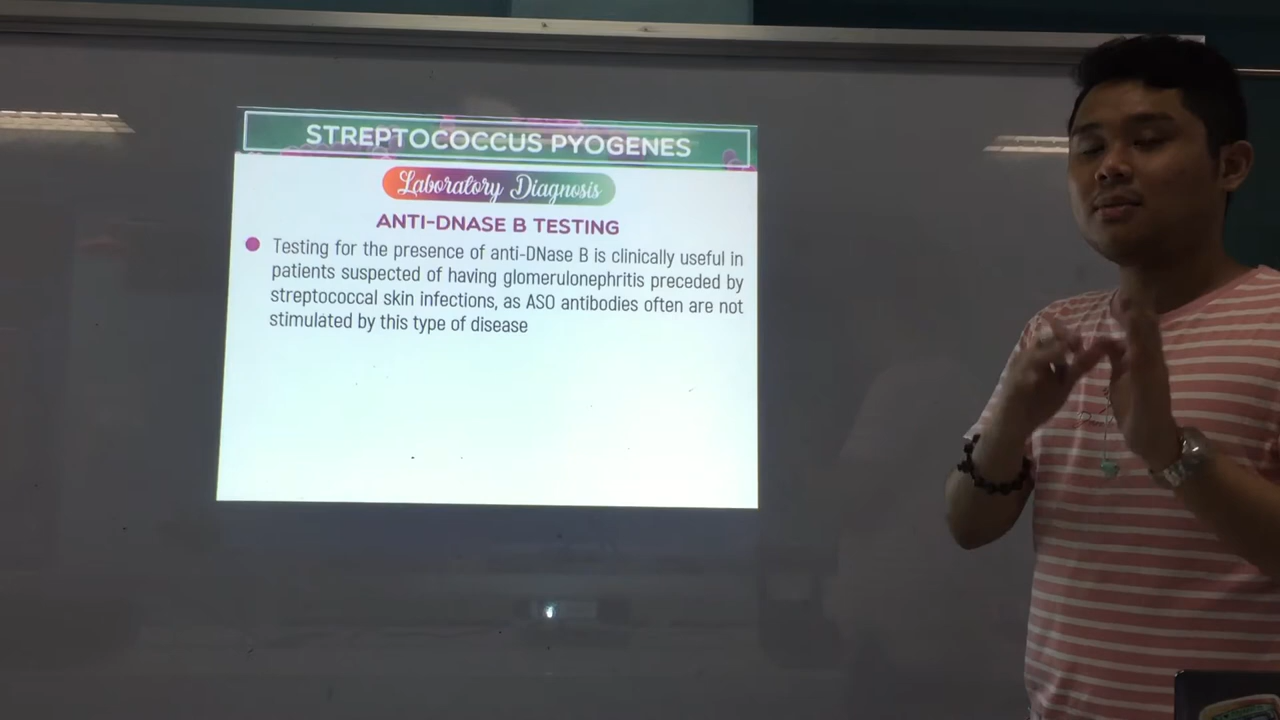 STREPTOCOCCUS PYOGENES
Laboratory Diagnosis
ANTI-DNASE B TESTING
Testing for the presence of anti-DNase B is clinically useful in
patients suspected of having glomerulonephritis preceded by
streptococcal skin infections, as ASO antibodies often are not
stimulated by this type of disease